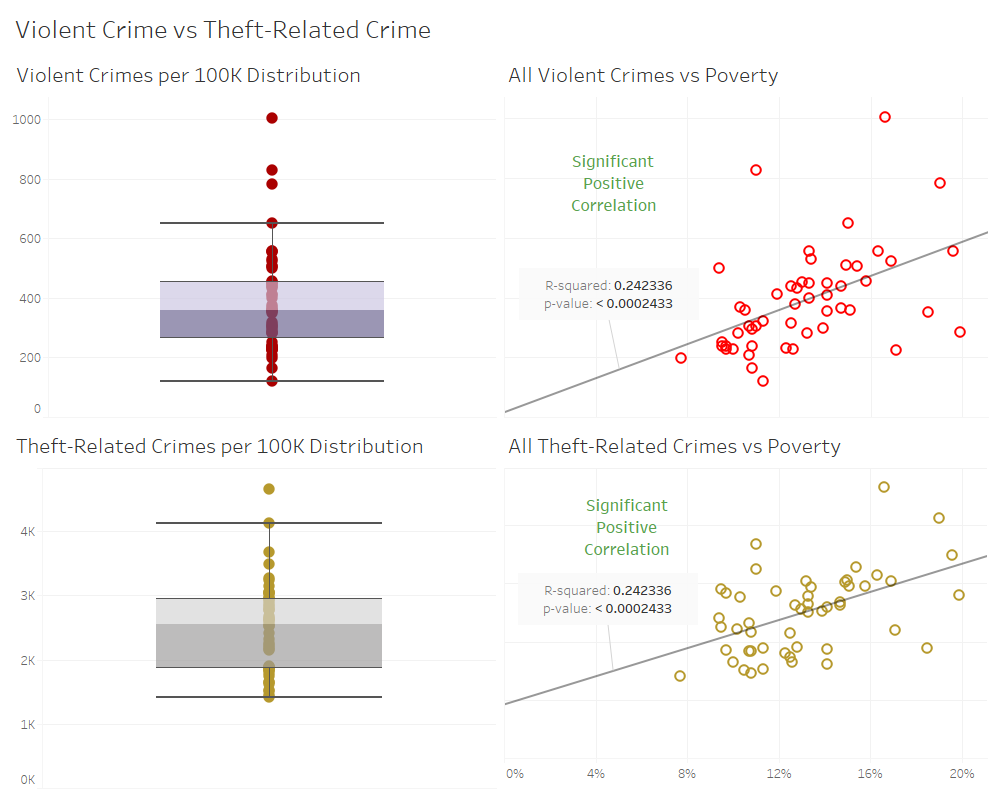 Violent Crime vs Theft-Related Crime
Violent Crimes per 100K Distribution
1000
800
600
400
200
0
All Violent Crimes vs Poverty
Significant
Positive
Correlation
R-squared: 0.242336
p-value: < 0.0002433
Theft-Related Crimes per 100K Distribution
4K
3K
2K
1K
0K
All Theft-Related Crimes vs Poverty
Significant
Positive
Correlation
R-squared: 0.242336
p-value: < 0.0002433
0% 4% 8% 12% 16% 20%